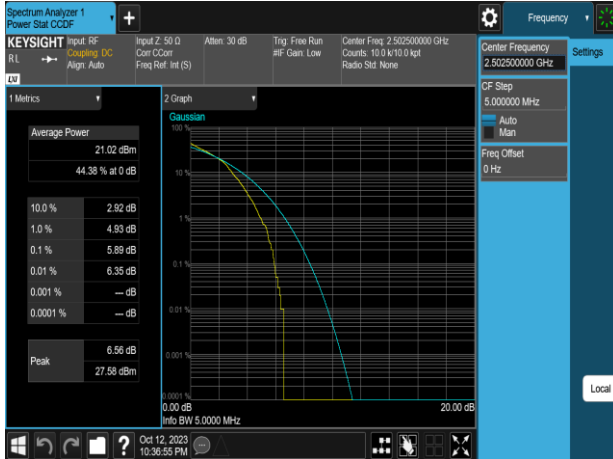 Spectrum Analyzer 1
Power Stat CCDF
+
Frequency
KEYSIGHT
RL
LXI
Input: RF
Coupling: DC
Align: Auto
Input Z: 50 Ω
Corr CCorr
Freq Ref: Int (S)
Atten: 30 dB
Trig: Free Run
#IF Gain: Low
Center Freq: 2.502500000 GHz
Counts: 10.0 k/10.0 kpt
Radio Std: None
Center Frequency
2.502500000 GHz
Settings
CF Step
5.000000 MHz
Auto
Man
Freq Offset
0 Hz
Local
1 Metrics
Average Power
21.02 dBm
44.38 % at 0 dB
10.0 % 2.92 dB
1.0 % 4.93 dB
0.1 % 5.89 dB
0.01 % 6.35 dB
0.001 % --- dB
0.0001 % --- dB
Peak
6.56 dB
27.58 dBm
2 Graph
Gaussian
100 %
10 %
1 %
0.1 %
0.01 %
0.001 %
0.0001 %
0.00 dB 20.00 dB
Info BW 5.0000 MHz
?
Oct 12, 2023
10:36:55 PM